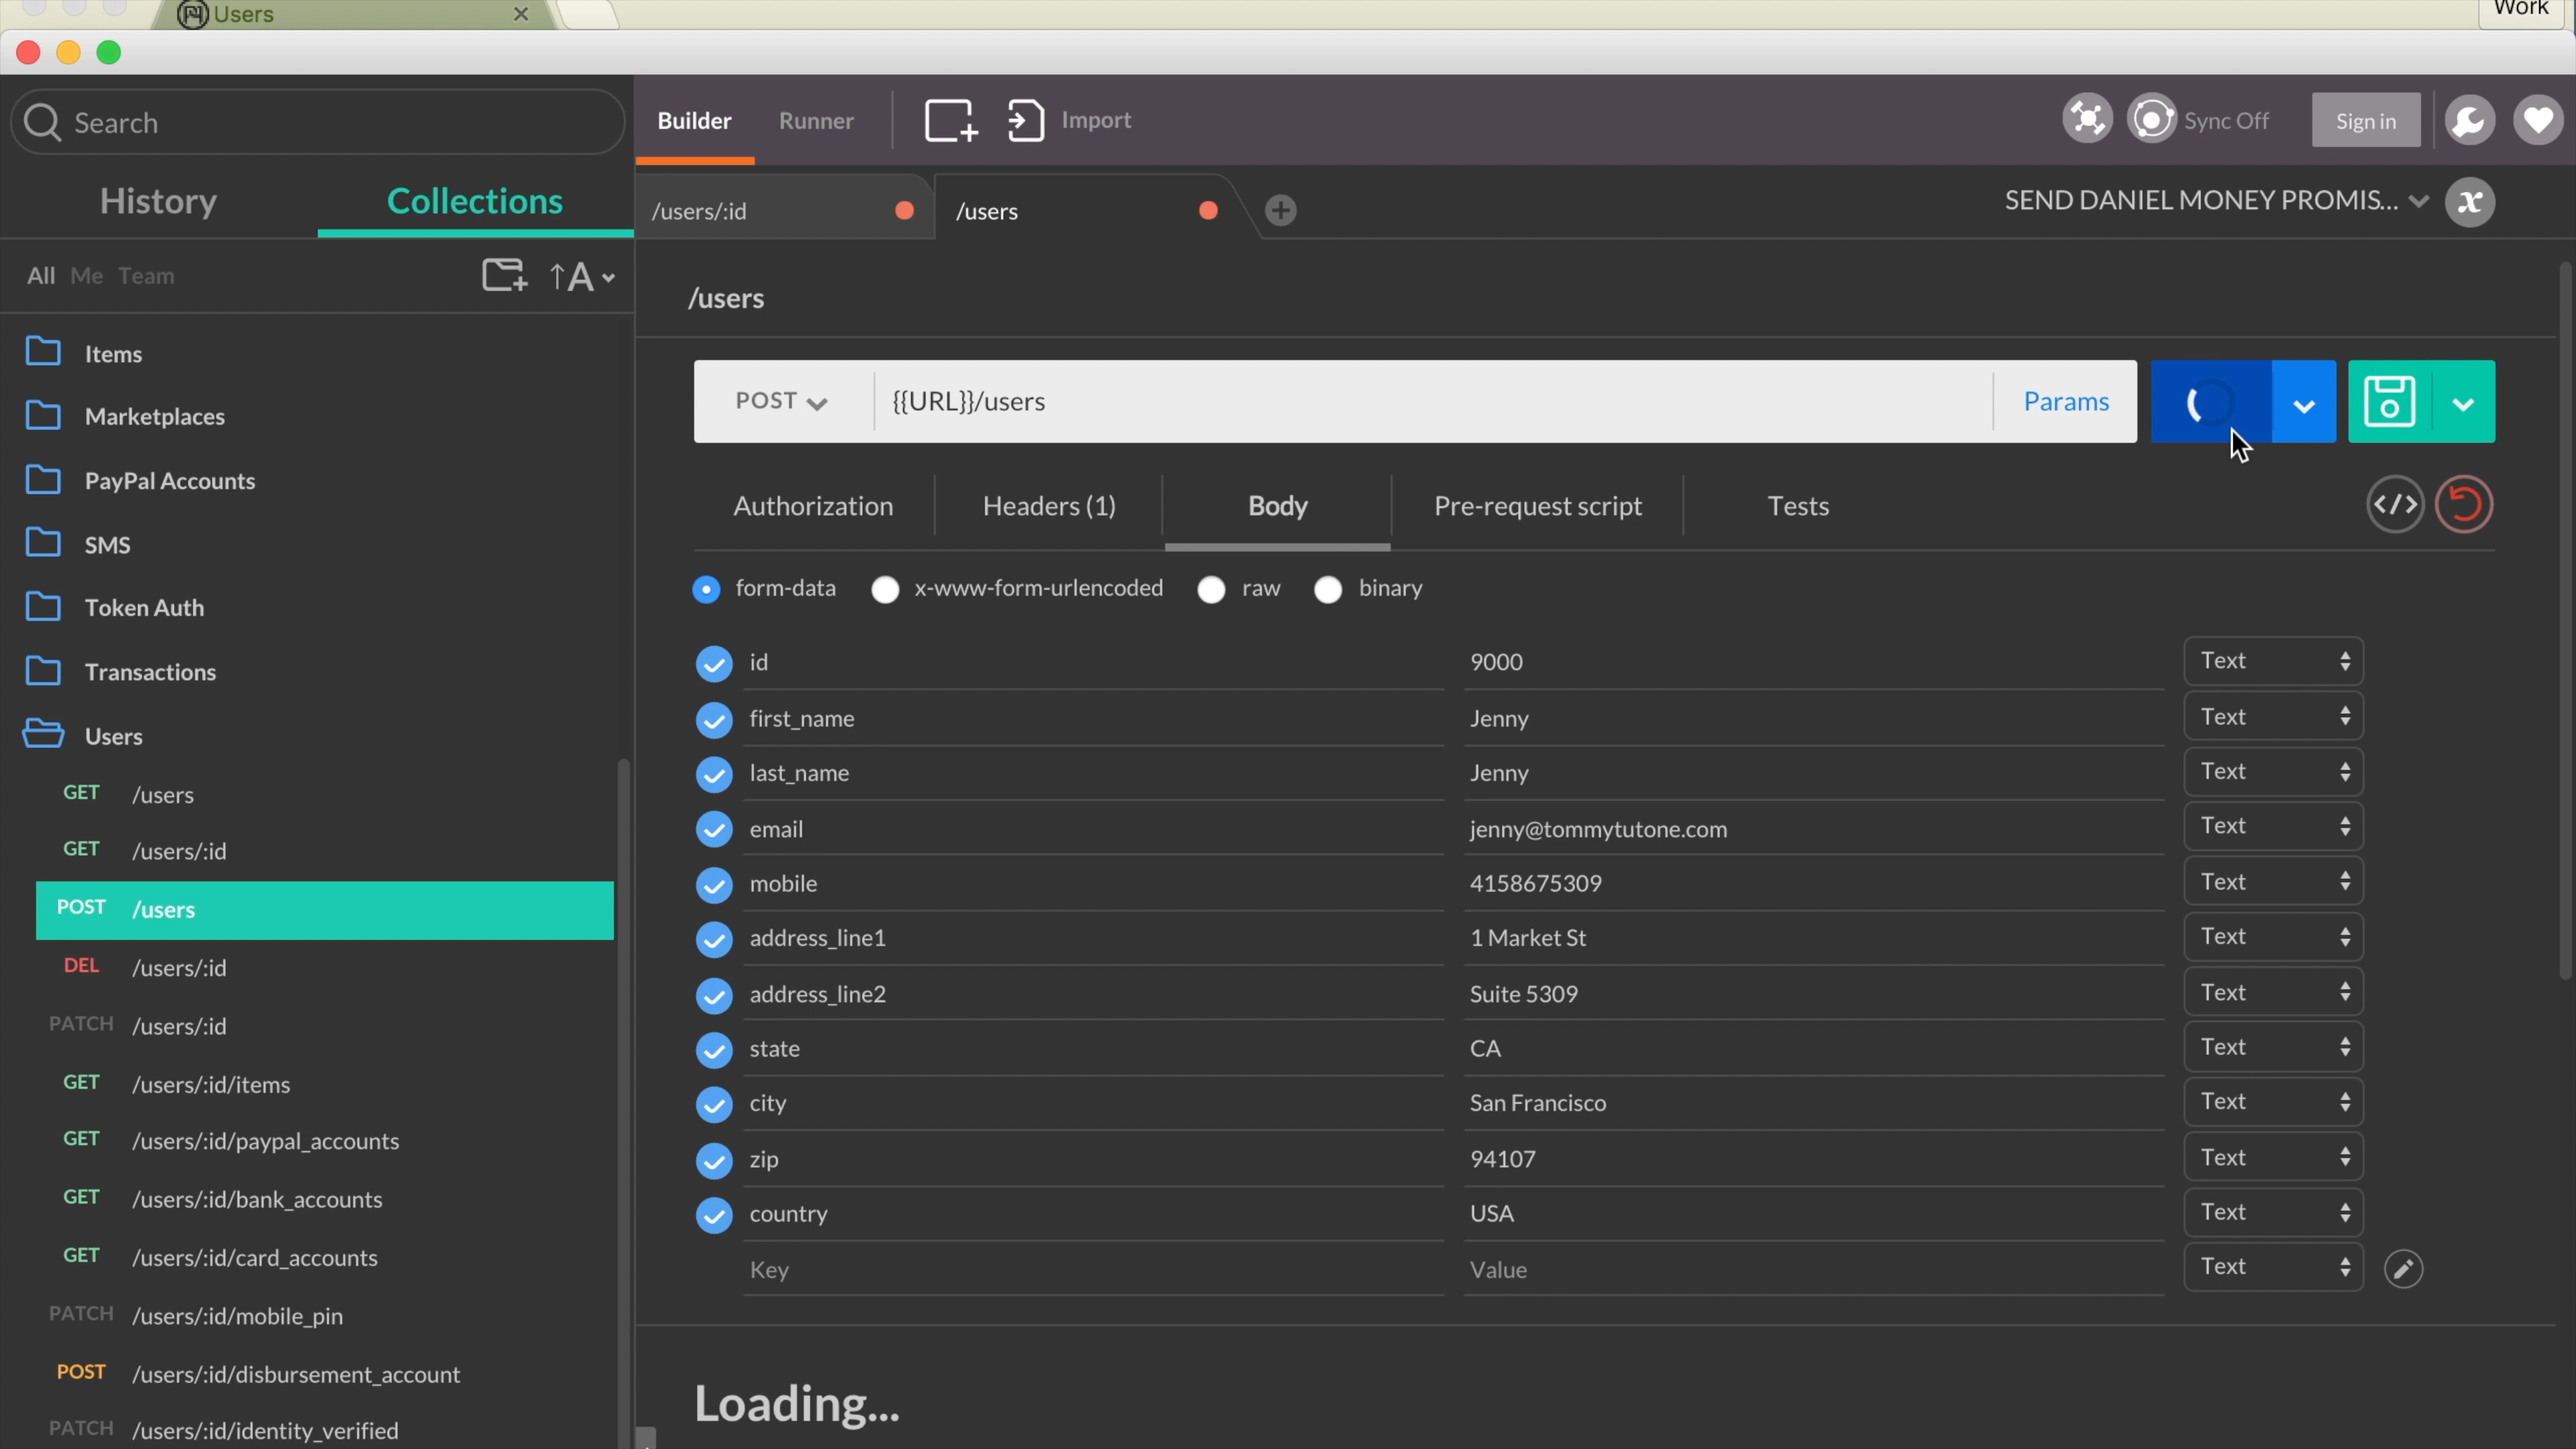 Users
Work
Search
Builder
Runner
Import
Sync Off
Sign in
History
Collections
/users/:id
/users
SEND DANIEL MONEY PROMIS...
All Me Team
A
/users
Items
Marketplaces
PayPal Accounts
SMS
Token Auth
Transactions
Users
GET /users
GET /users/:id
POST /users
DEL /users/:id
PATCH /users/:id
GET /users/:id/items
GET /users/:id/paypal_accounts
GET /users/:id/bank_accounts
GET /users/:id/card_accounts
PATCH /users/:id/mobile_pin
POST /users/:id/disbursement_account
PATCH /users/:id/identity_verified
POST {{URL}}/users Params
Authorization Headers (1) Body Pre-request script Tests
form-data x-www-form-urlencoded raw binary
id 9000 Text
first_name Jenny Text
last_name Jenny Text
email jenny@tommytutone.com Text
mobile 4158675309 Text
address_line1 1 Market St Text
address_line2 Suite 5309 Text
state CA Text
city San Francisco Text
zip 94107 Text
country USA Text
Key Value Text
Loading...